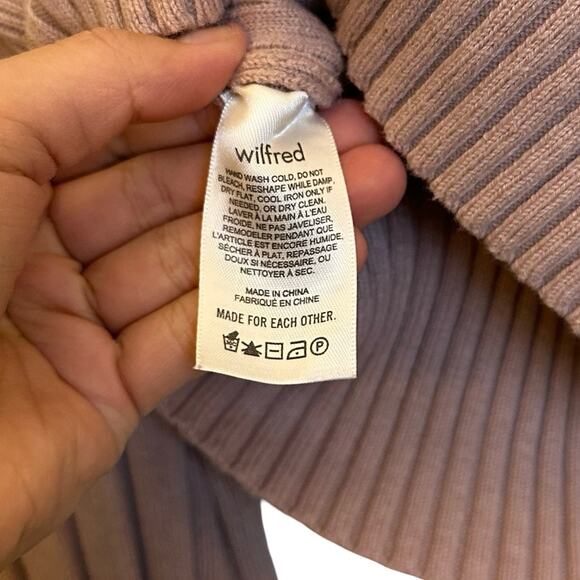 wilfred
HAND WASH COLD, DO NOT
BLEACH, RESHAPE WHILE DAMP,
DRY FLAT, COOL IRON ONLY IF
NEEDED, OR DRY CLEAN.
LAVER À LA MAIN À L'EAU
FROIDE, NE PAS JAVELISER,
REMODELER PENDANT QUE
L'ARTICLE EST ENCORE HUMIDE,
SÉCHER À PLAT, REPASSAGE
DOUX SI NÉCESSAIRE, OU
NETTOYER À SEC.
MADE IN CHINA
FABRIQUÉ EN CHINE
MADE FOR EACH OTHER.
P